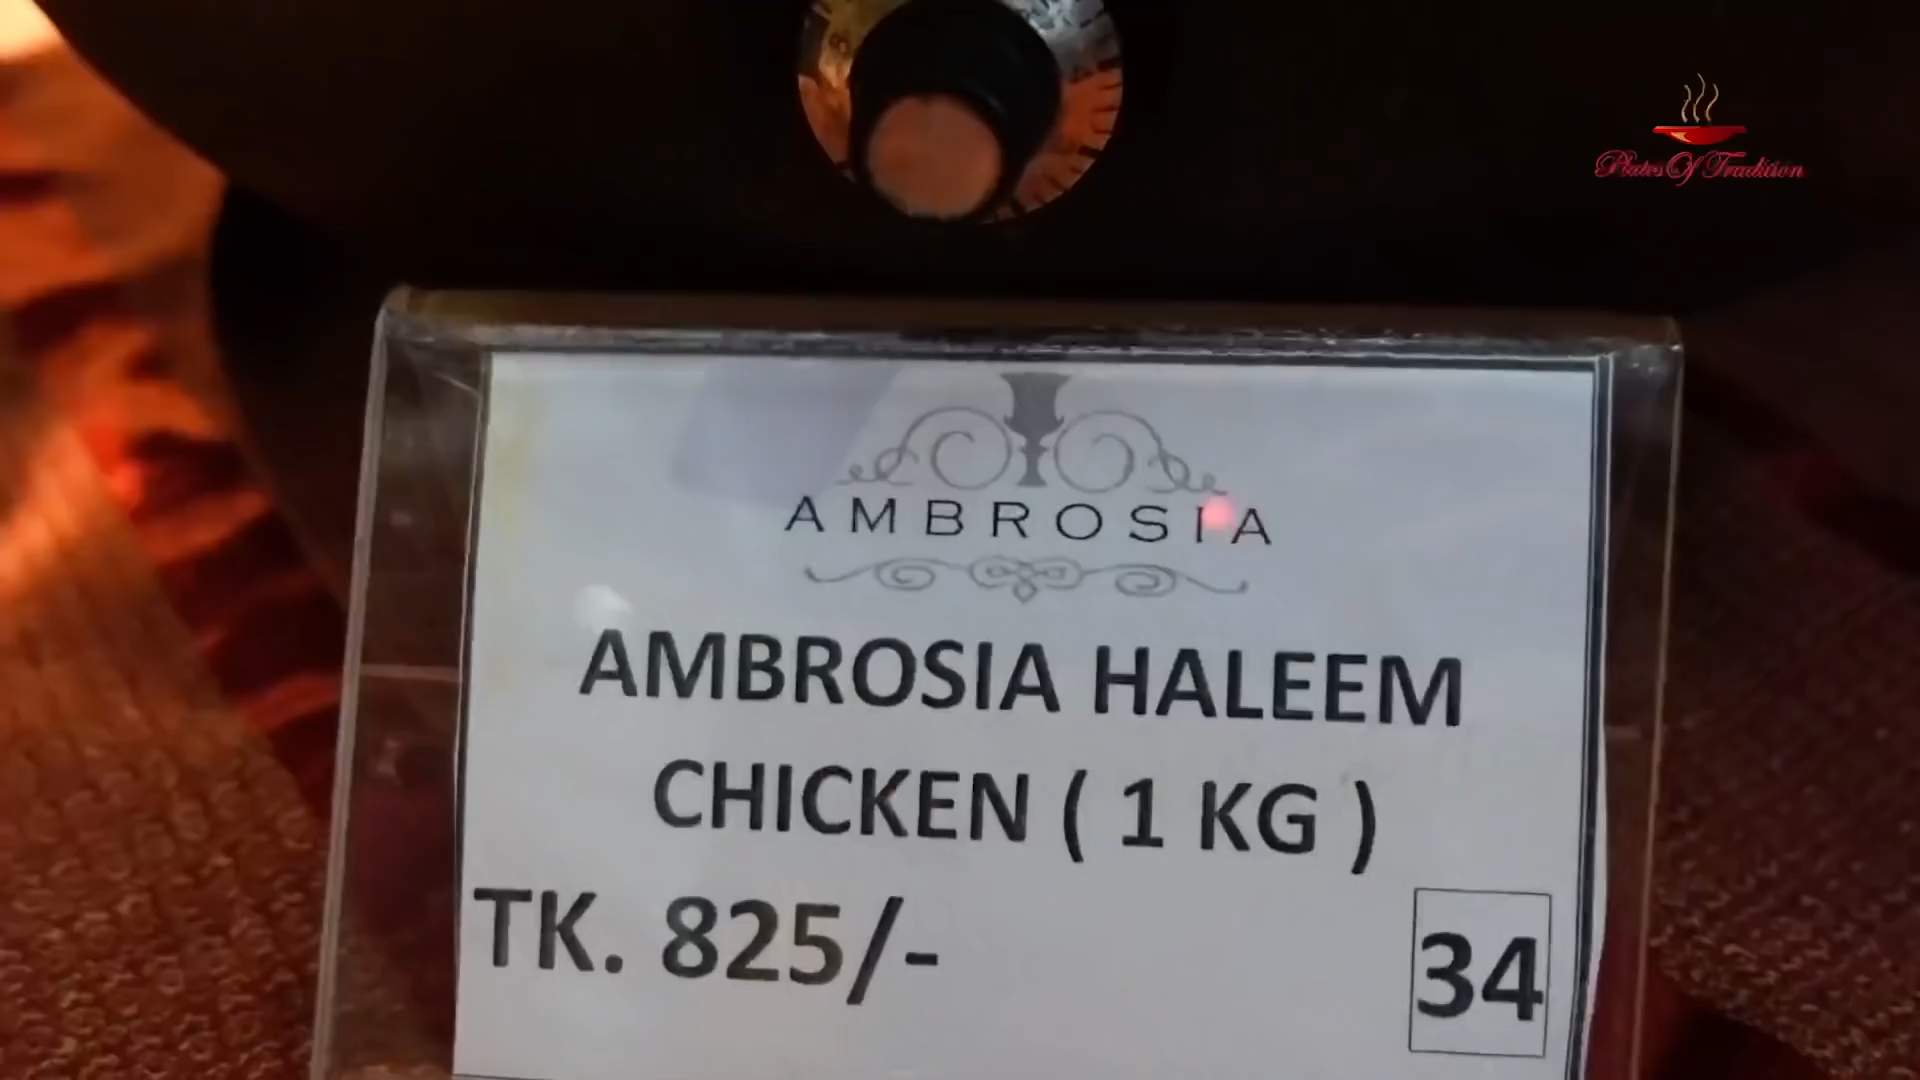 Plates Of Tradition
AMBROSIA
AMBROSIA HALEEM
CHICKEN ( 1 KG )
TK. 825/-
34